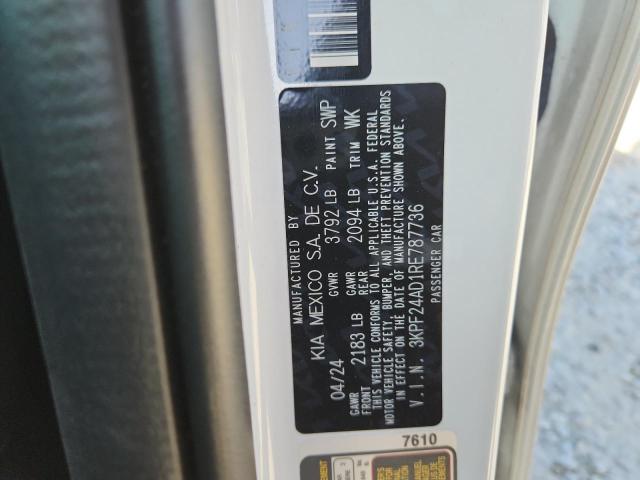 MANUFACTURED BY
KIA MEXICO S.A. DE C.V.
04/24 GVWR 3792 LB PAINT SWP
GAWR FRONT 2183 LB GAWR REAR 2094 LB TRIM WK
THIS VEHICLE CONFORMS TO ALL APPLICABLE U.S.A. FEDERAL
MOTOR VEHICLE SAFETY, BUMPER, AND THEFT PREVENTION STANDARDS
IN EFFECT ON THE DATE OF MANUFACTURE SHOWN ABOVE.
V.I.N. 3KPF24AD1RE787736
PASSENGER CAR
7610